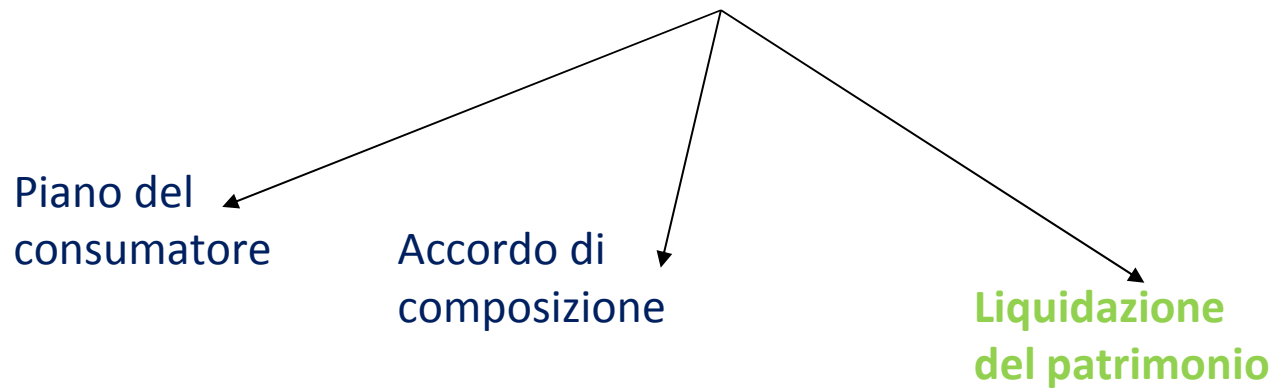 Piano del
consumatore
Accordo di
composizione
Liquidazione
del patrimonio